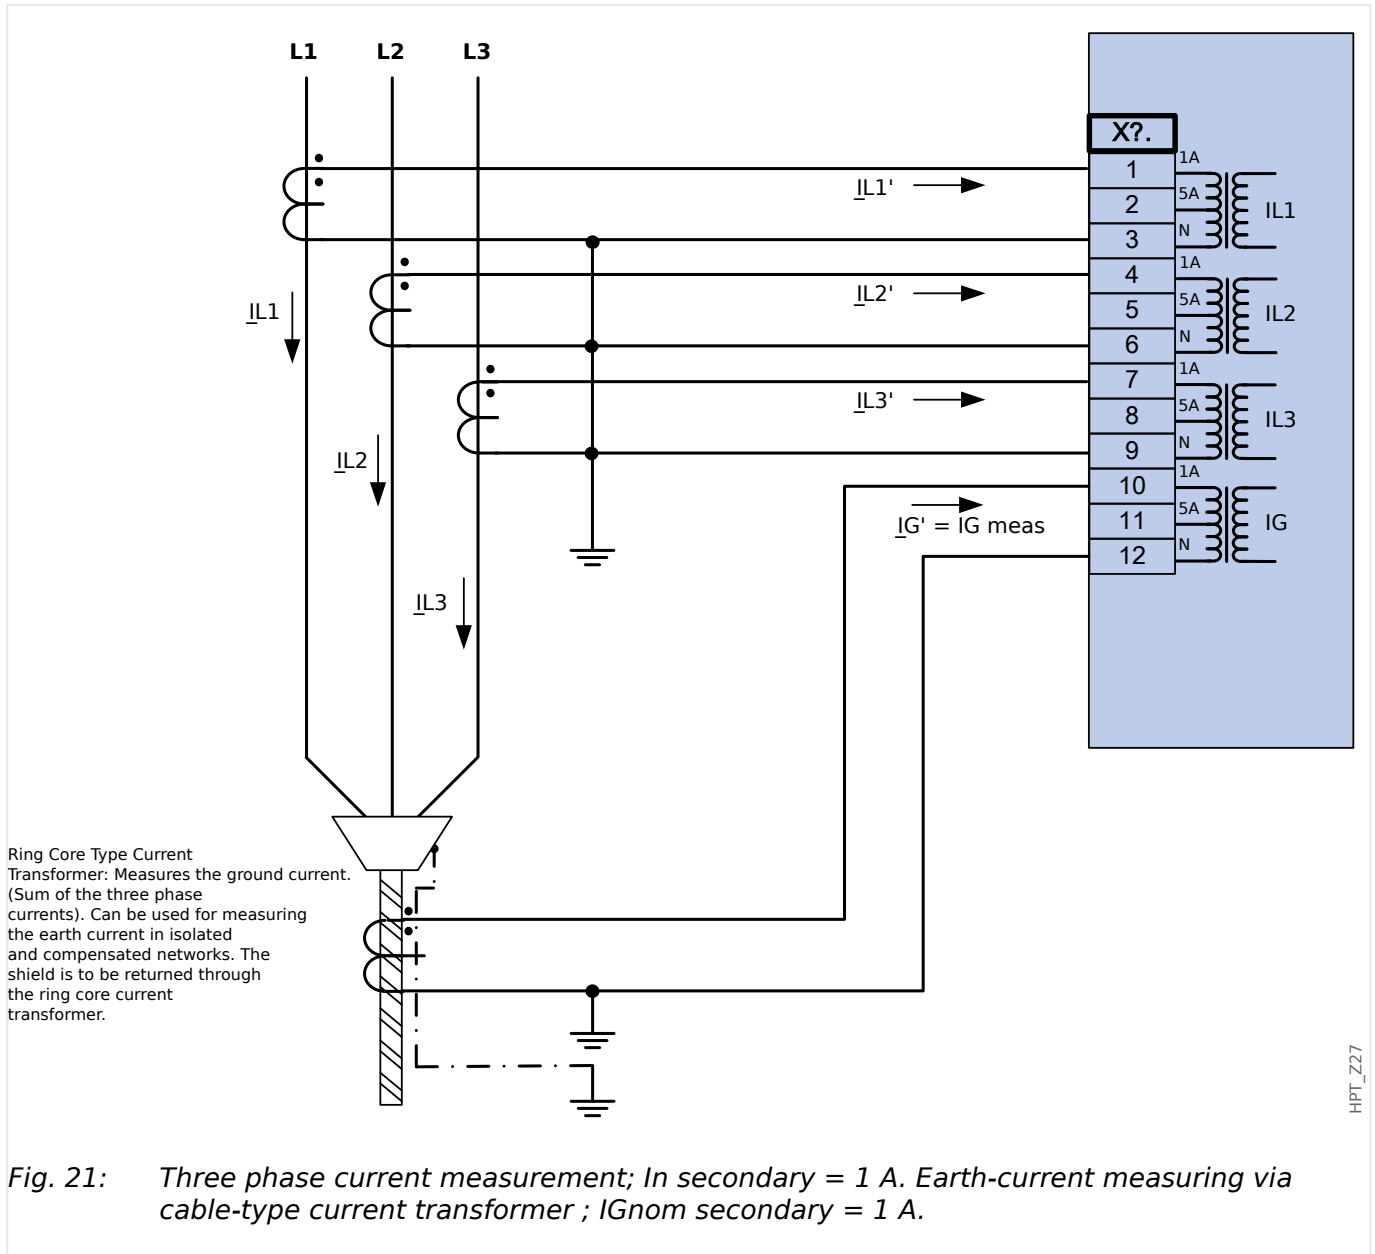 L1 L2 L3
X?.
1 1A
2 5A IL1
3 N
IL1'
4 1A
5 5A IL2
6 N
IL2'
IL1
7 1A
8 5A IL3
9 N
IL3'
IL2
10 1A
11 5A IG
12 N
IG' = IG meas
IL3
Ring Core Type Current
Transformer: Measures the ground current.
(Sum of the three phase
currents). Can be used for measuring
the earth current in isolated
and compensated networks. The
shield is to be returned through
the ring core current
transformer.
HPT_Z27
Fig. 21: Three phase current measurement; In secondary = 1 A. Earth-current measuring via
cable-type current transformer ; IGnom secondary = 1 A.